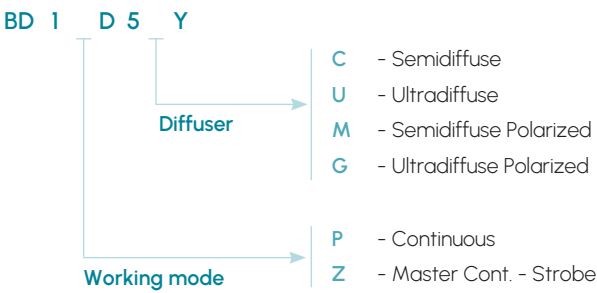 BD 1 D 5 Y
C - Semidiffuse
U - Ultradiffuse
Diffuser
M - Semidiffuse Polarized
G - Ultradiffuse Polarized
P - Continuous
Working mode
Z - Master Cont. - Strobe